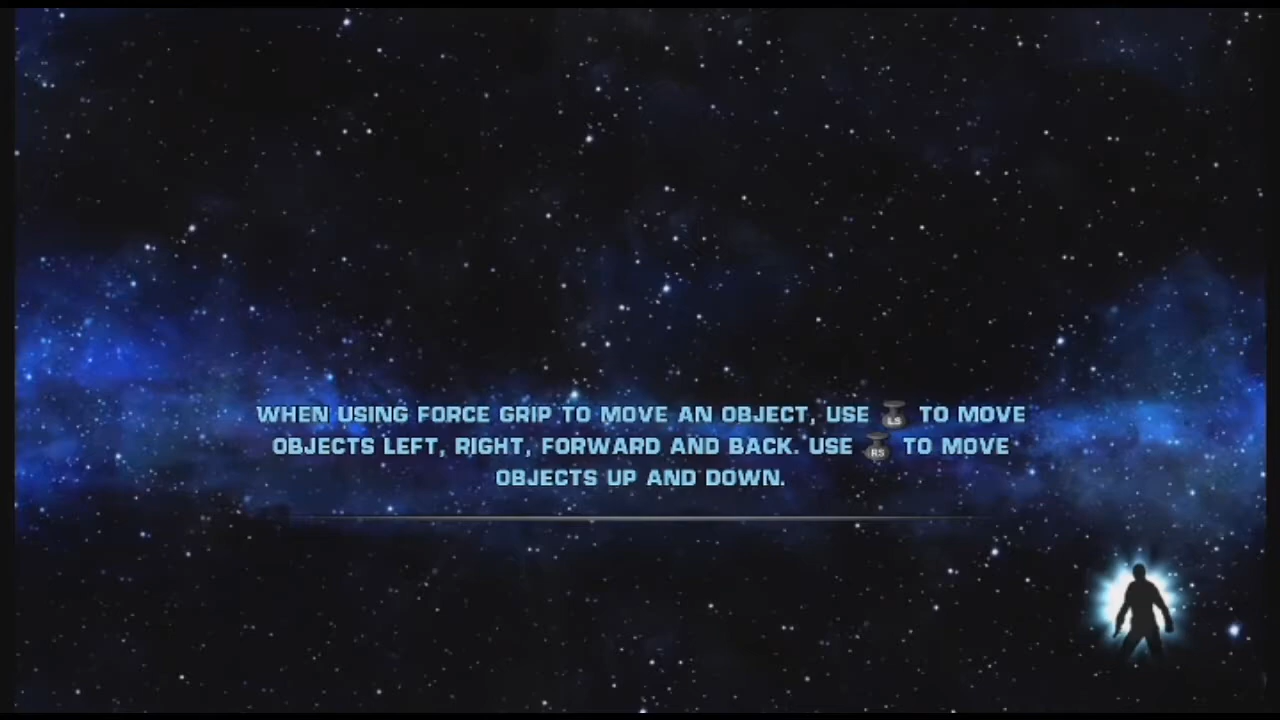 WHEN USING FORCE GRIP TO MOVE AN OBJECT, USE LS TO MOVE
OBJECTS LEFT, RIGHT, FORWARD AND BACK. USE RS TO MOVE
OBJECTS UP AND DOWN.